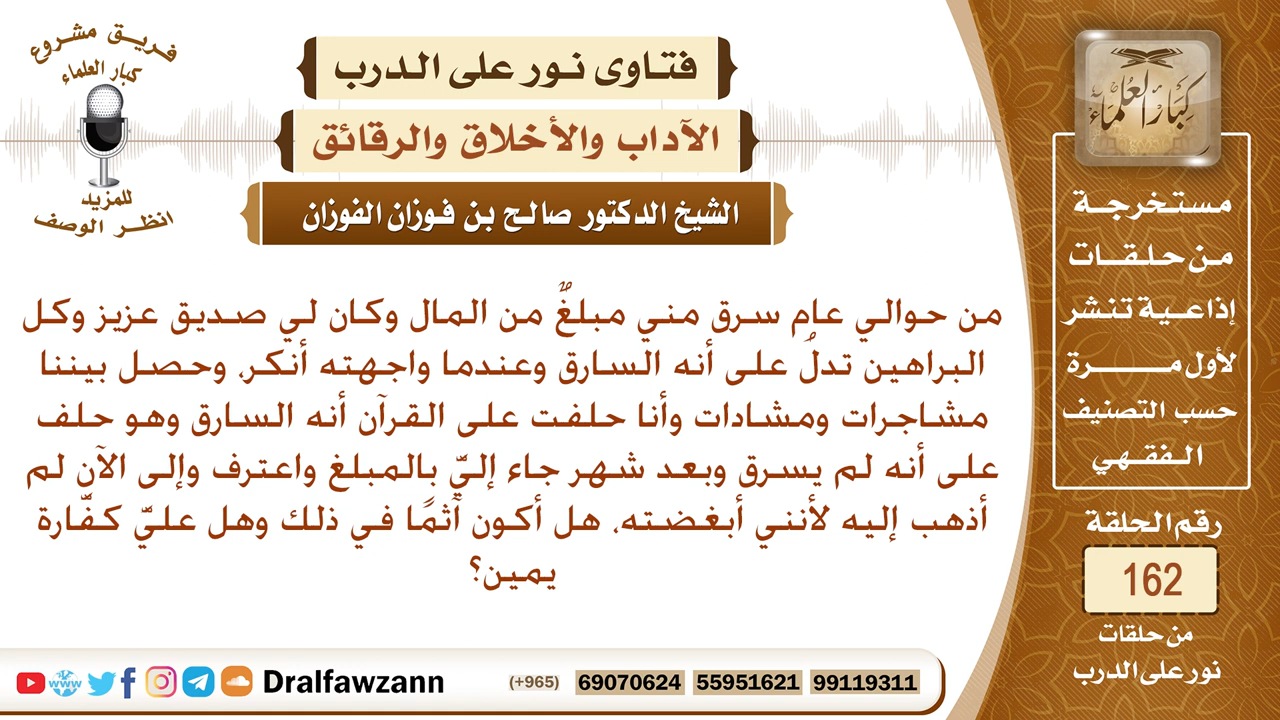 فريق مشروع
كبار العلماء
للمزيد
انظر الوصف
فتاوى نور على الدرب
الآداب والأخلاق والرقائق
الشيخ الدكتور صالح بن فوزان الفوزان
من حوالي عام سرق مني مبلغٌ من المال وكان لي صديق عزيز وكل
البراهين تدلُ على أنه السارق وعندما واجهته أنكر، وحصل بيننا
مشاجرات ومشادات وأنا حلفت على القرآن أنه السارق وهو حلف
على أنه لم يسرق وبعد شهر جاء إليّ بالمبلغ واعترف وإلى الآن لم
أذهب إليه لأنني أبغضته، هل أكون آثمًا في ذلك وهل عليّ كفّارة
يمين؟
كبار العلماء
مستخرجة
من حلقات
إذاعية تنشر
لأول مرة
حسب التصنيف
الفقهي
رقم الحلقة
162
من حلقات
نور على الدرب
www
Dralfawzann
(+965) 69070624 55951621 99119311